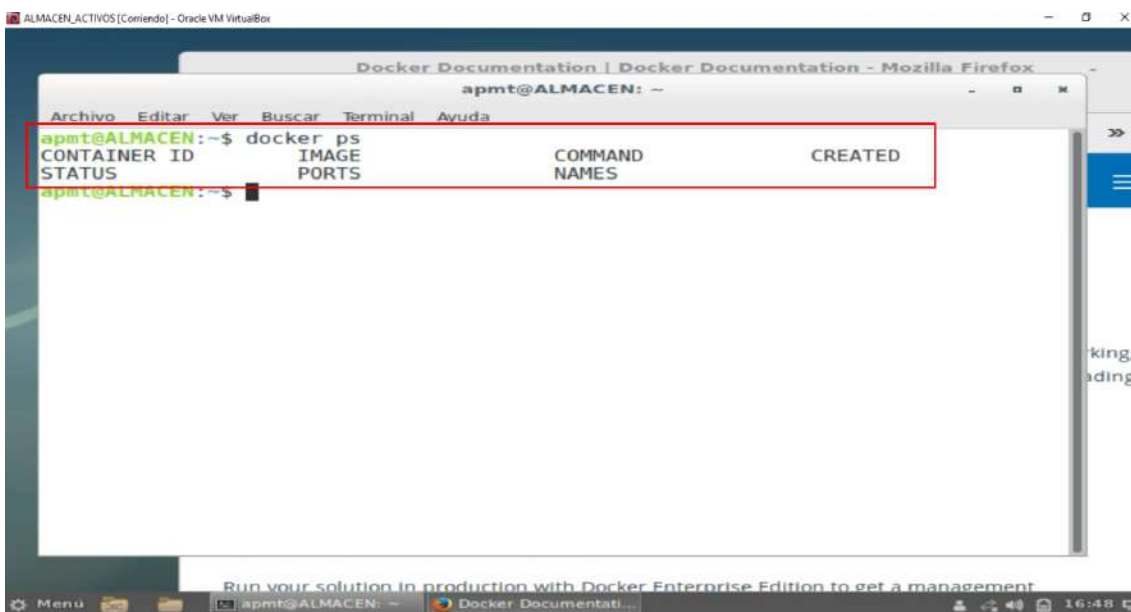 ALMACEN_ACTIVOS [Corriendo] - Oracle VM VirtualBox
Docker Documentation | Docker Documentation - Mozilla Firefox
apmt@ALMACEN: ~
Archivo Editar Ver Buscar Terminal Ayuda
apmt@ALMACEN:~$ docker ps
CONTAINER ID IMAGE COMMAND CREATED
STATUS PORTS NAMES
apmt@ALMACEN:~$
rking,
ading
Run your solution in production with Docker Enterprise Edition to get a management
Menú apmt@ALMACEN: ~ Docker Documentati... 16:48